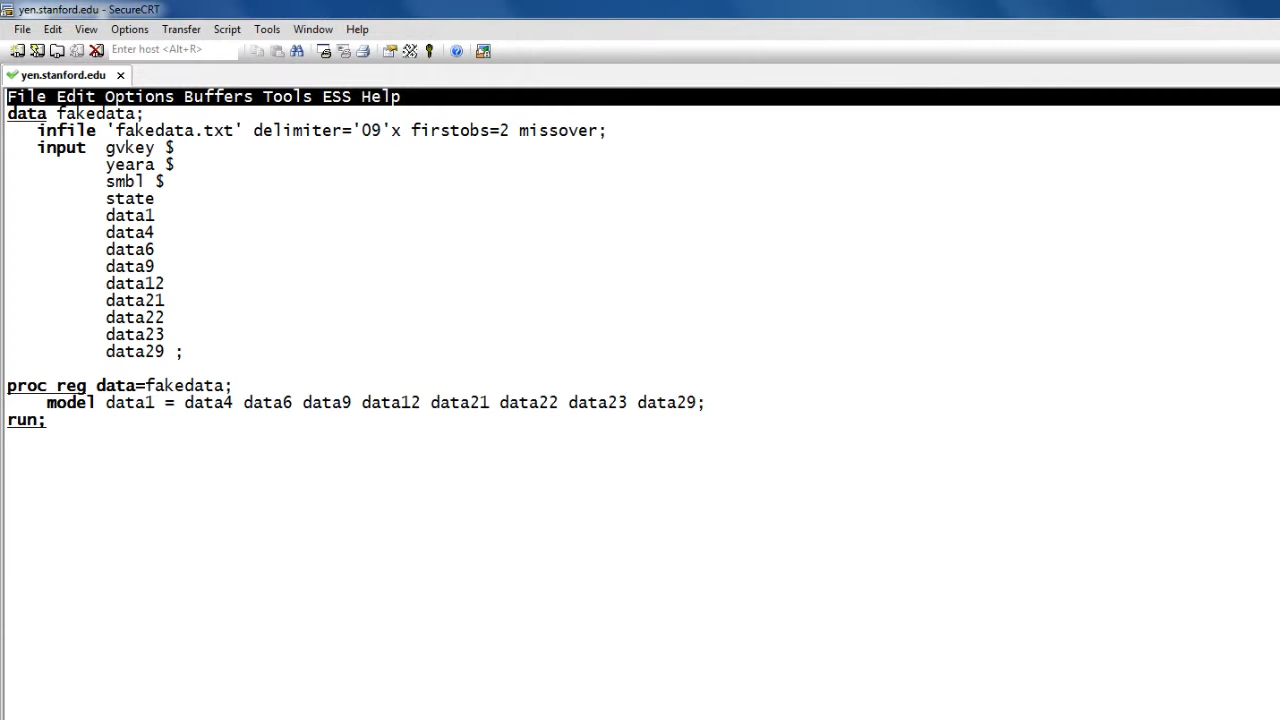 yen.stanford.edu - SecureCRT
File Edit View Options Transfer Script Tools Window Help
Enter host <Alt+R>
yen.stanford.edu
File Edit Options Buffers Tools ESS Help
data fakedata;
infile 'fakedata.txt' delimiter='09'x firstobs=2 missover;
input gvkey $
yeara $
smbl $
state
data1
data4
data6
data9
data12
data21
data22
data23
data29 ;
proc reg data=fakedata;
model data1 = data4 data6 data9 data12 data21 data22 data23 data29;
run;